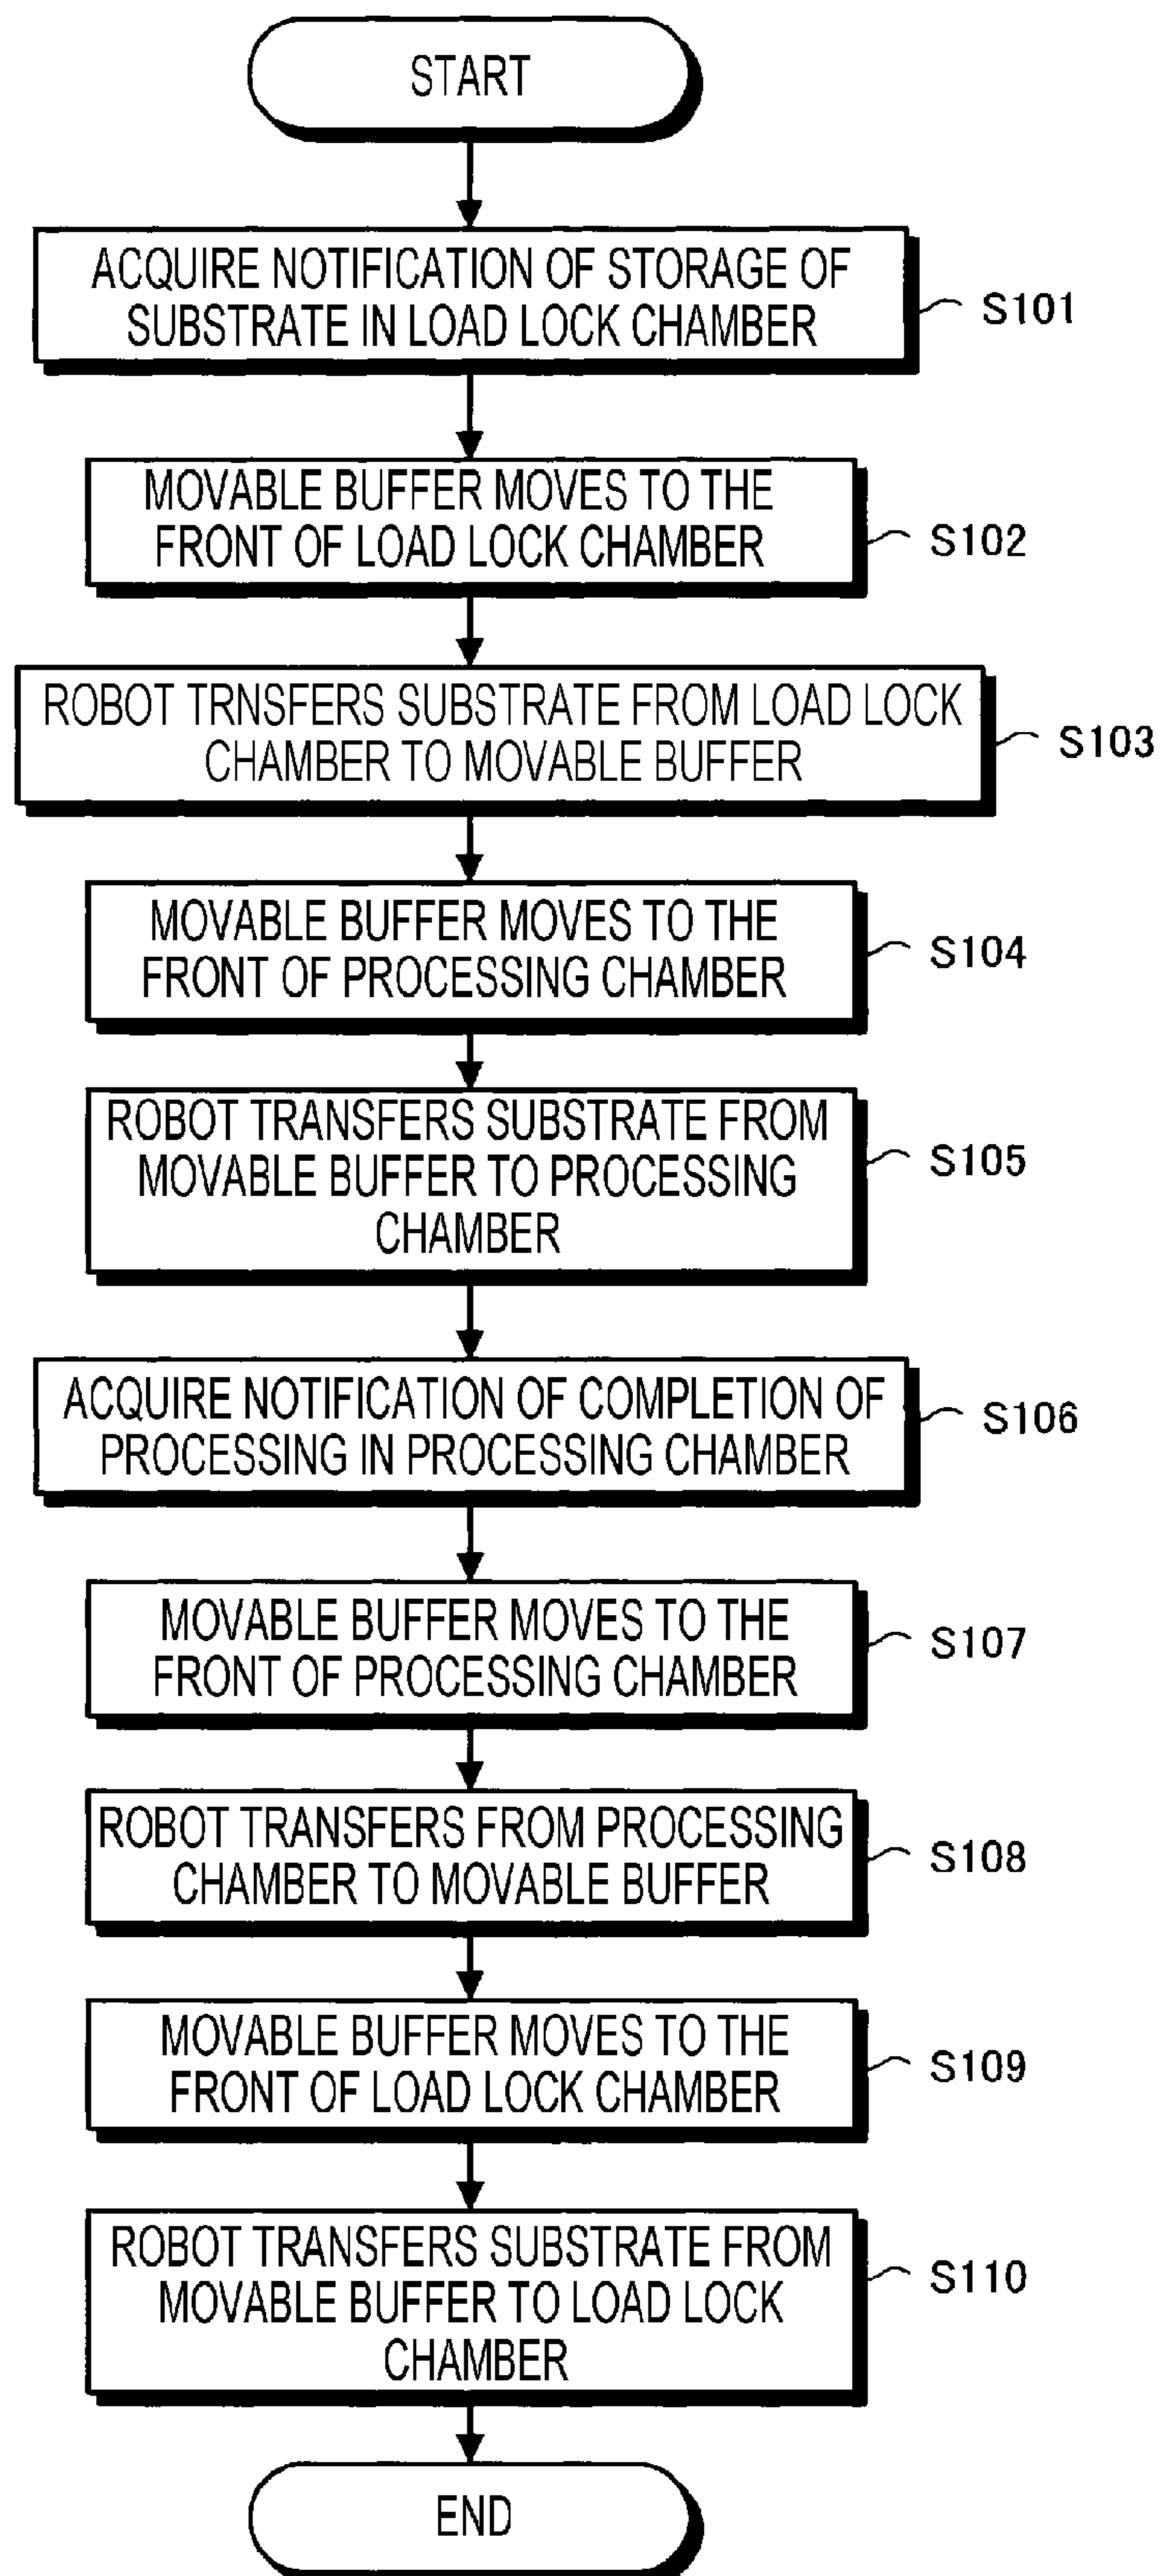 START
ACQUIRE NOTIFICATION OF STORAGE OF
SUBSTRATE IN LOAD LOCK CHAMBER
S101
MOVABLE BUFFER MOVES TO THE
FRONT OF LOAD LOCK CHAMBER
S102
ROBOT TRNSFERS SUBSTRATE FROM LOAD LOCK
CHAMBER TO MOVABLE BUFFER
S103
MOVABLE BUFFER MOVES TO THE
FRONT OF PROCESSING CHAMBER
S104
ROBOT TRANSFERS SUBSTRATE FROM
MOVABLE BUFFER TO PROCESSING
CHAMBER
S105
ACQUIRE NOTIFICATION OF COMPLETION OF
PROCESSING IN PROCESSING CHAMBER
S106
MOVABLE BUFFER MOVES TO THE
FRONT OF PROCESSING CHAMBER
S107
ROBOT TRANSFERS FROM PROCESSING
CHAMBER TO MOVABLE BUFFER
S108
MOVABLE BUFFER MOVES TO THE
FRONT OF LOAD LOCK CHAMBER
S109
ROBOT TRANSFERS SUBSTRATE FROM
MOVABLE BUFFER TO LOAD LOCK
CHAMBER
S110
END